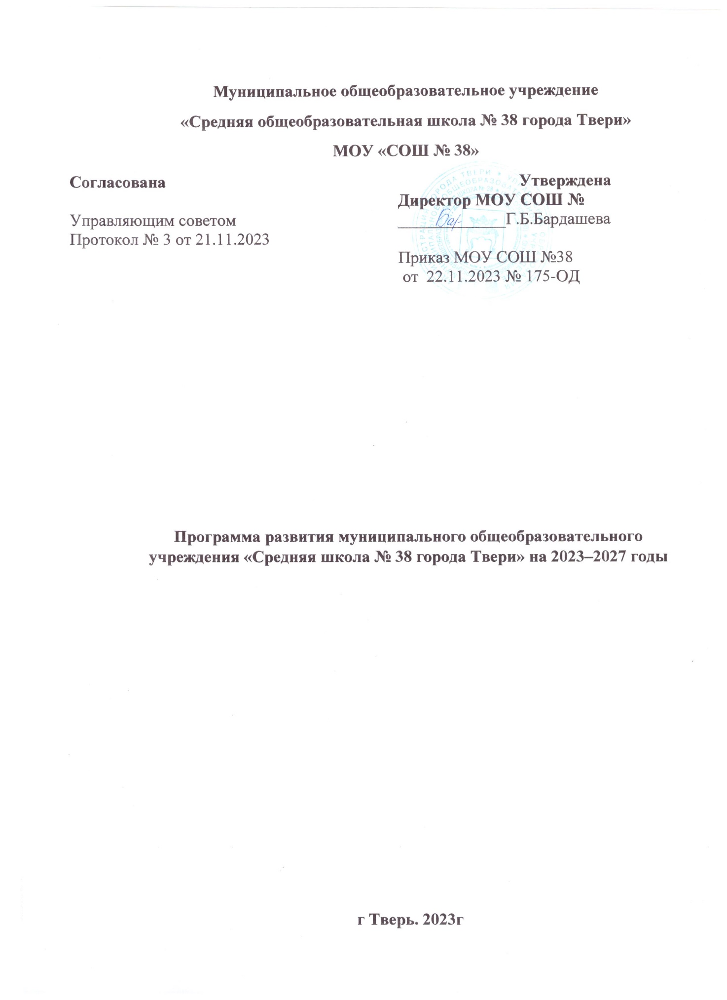 Муниципальное общеобразовательное учреждение
«Средняя общеобразовательная школа № 38 города Твери»
МОУ «СОШ № 38»
Согласована
Управляющим советом
Протокол № 3 от 21.11.2023
Утверждена
Директор МОУ СОШ №
Г.Б.Бардашева
Приказ МОУ СОШ №38
от 22.11.2023 № 175-ОД
Программа развития муниципального общеобразовательного
учреждения «Средняя школа № 38 города Твери» на 2023–2027 годы
г Тверь. 2023г